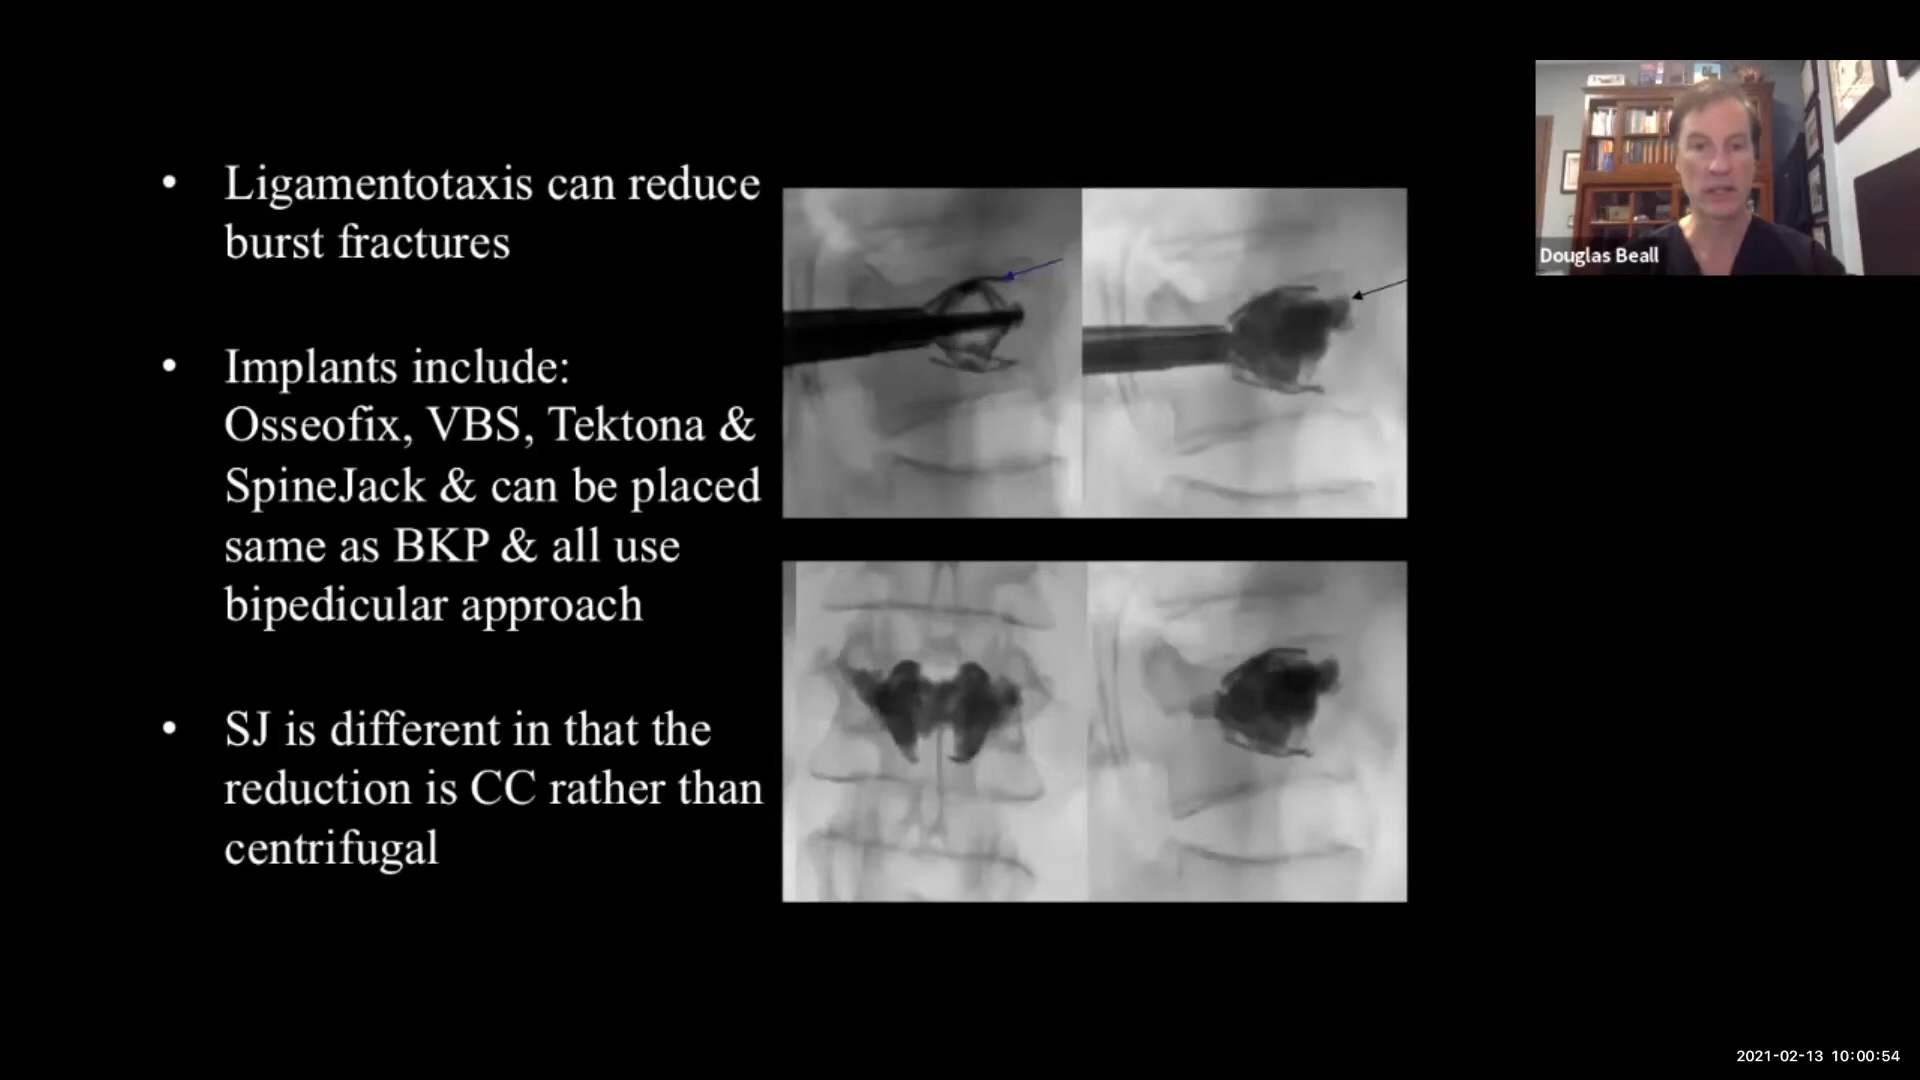 • Ligamentotaxis can reduce
burst fractures
• Implants include:
Osseofix, VBS, Tektona &
SpineJack & can be placed
same as BKP & all use
bipedicular approach
• SJ is different in that the
reduction is CC rather than
centrifugal
Douglas Beall
2021-02-13 10:00:54